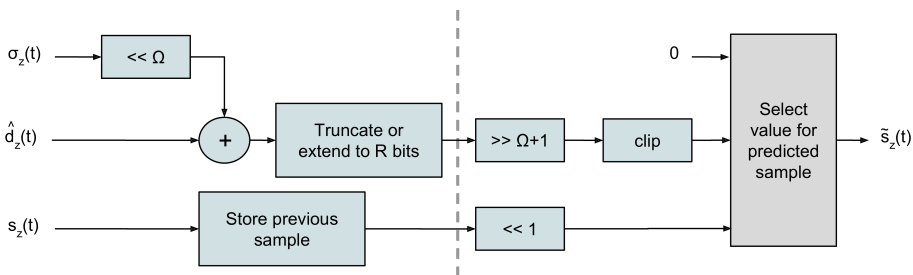 σz(t)
<< Ω
0
d̂z(t)
+
Truncate or
extend to R bits
>> Ω+1
clip
Select
value for
predicted
sample
s̃z(t)
sz(t)
Store previous
sample
<< 1